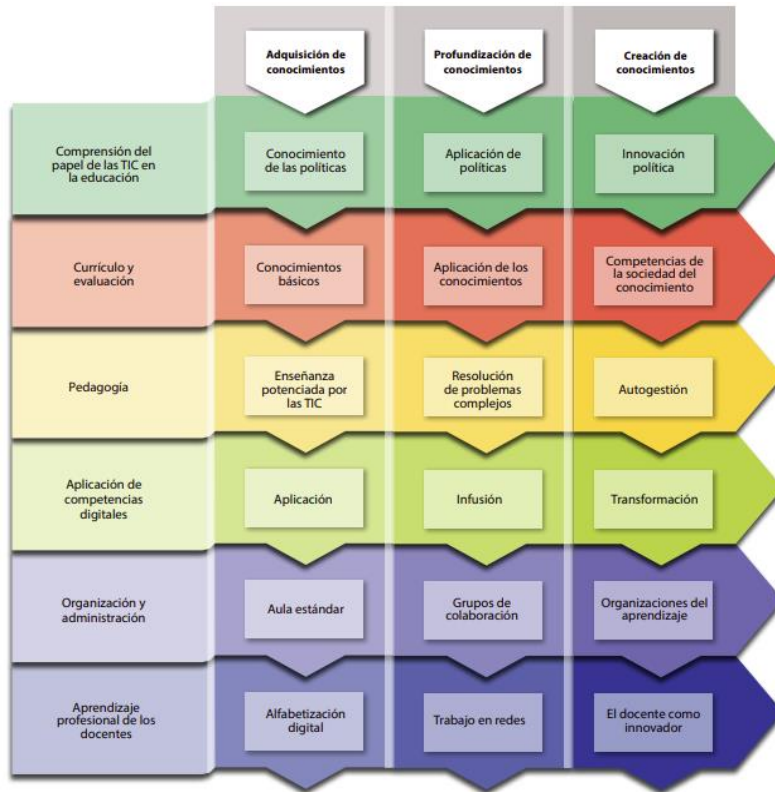 Adquisición de
conocimientos
Profundización de
conocimientos
Creación de
conocimientos
Comprensión del
papel de las TIC en
la educación
Conocimiento
de las políticas
Aplicación de
políticas
Innovación
política
Currículo y
evaluación
Conocimientos
básicos
Aplicación de los
conocimientos
Competencias de
la sociedad del
conocimiento
Pedagogía
Enseñanza
potenciada por
las TIC
Resolución
de problemas
complejos
Autogestión
Aplicación de
competencias
digitales
Aplicación
Infusión
Transformación
Organización y
administración
Aula estándar
Grupos de
colaboración
Organizaciones del
aprendizaje
Aprendizaje
profesional de los
docentes
Alfabetización
digital
Trabajo en redes
El docente como
innovador